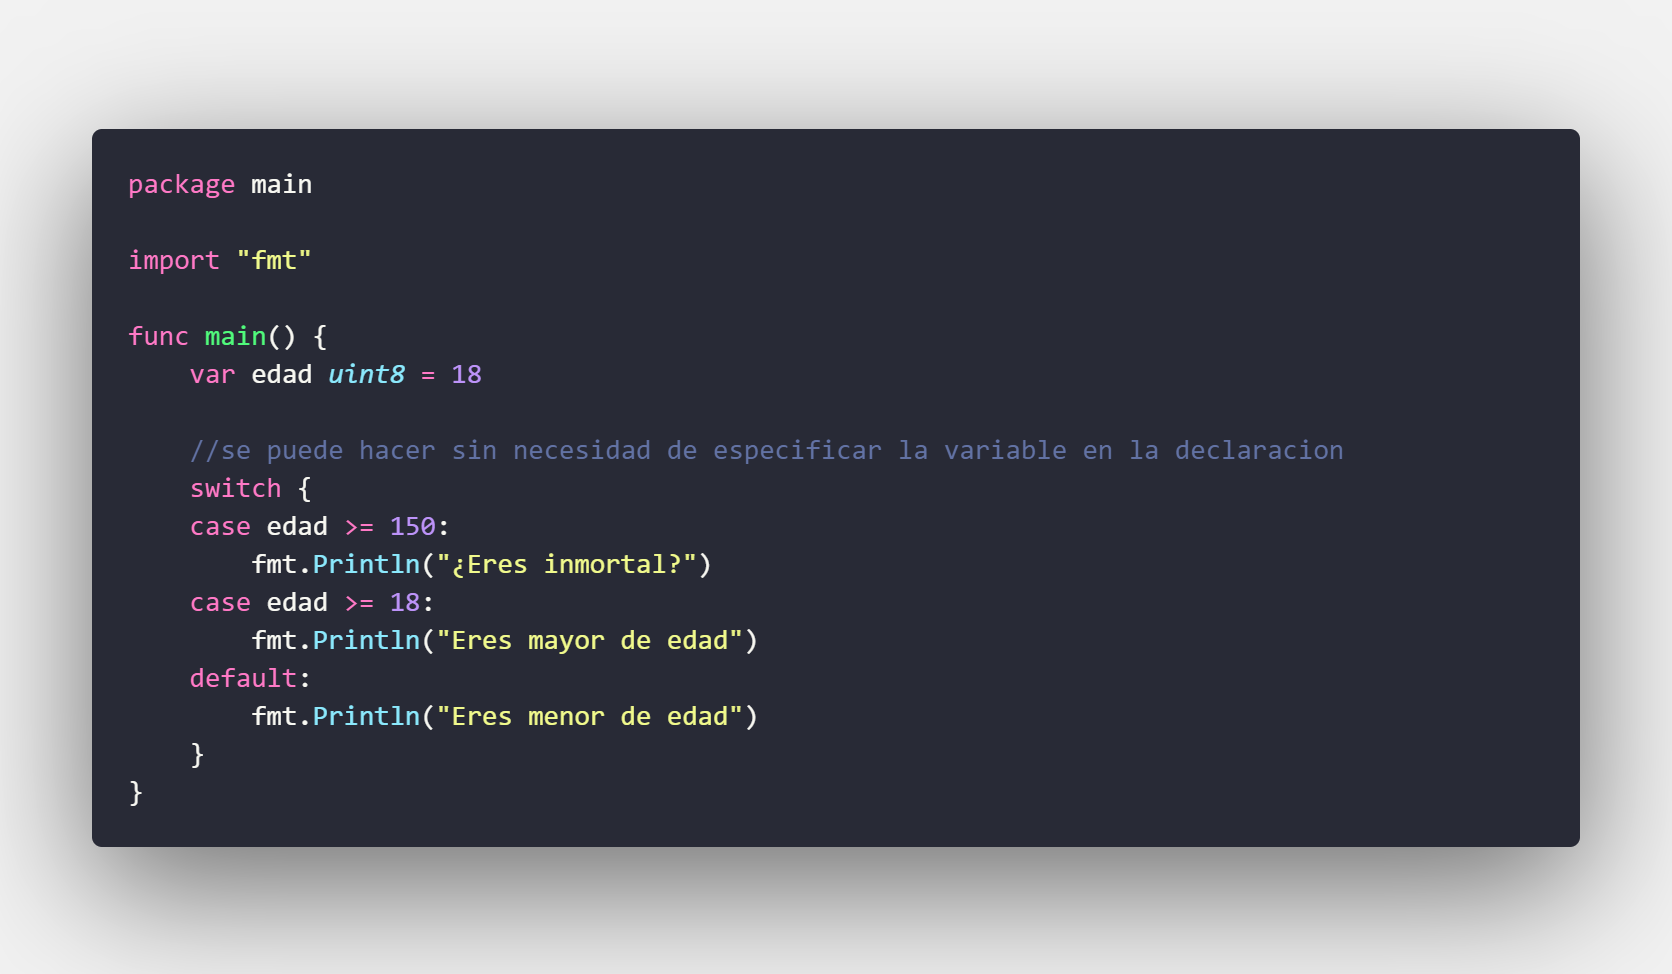 package main
import "fmt"
func main() {
    var edad uint8 = 18
    //se puede hacer sin necesidad de especificar la variable en la declaracion
    switch {
    case edad >= 150:
        fmt.Println("¿Eres inmortal?")
    case edad >= 18:
        fmt.Println("Eres mayor de edad")
    default:
        fmt.Println("Eres menor de edad")
    }
}